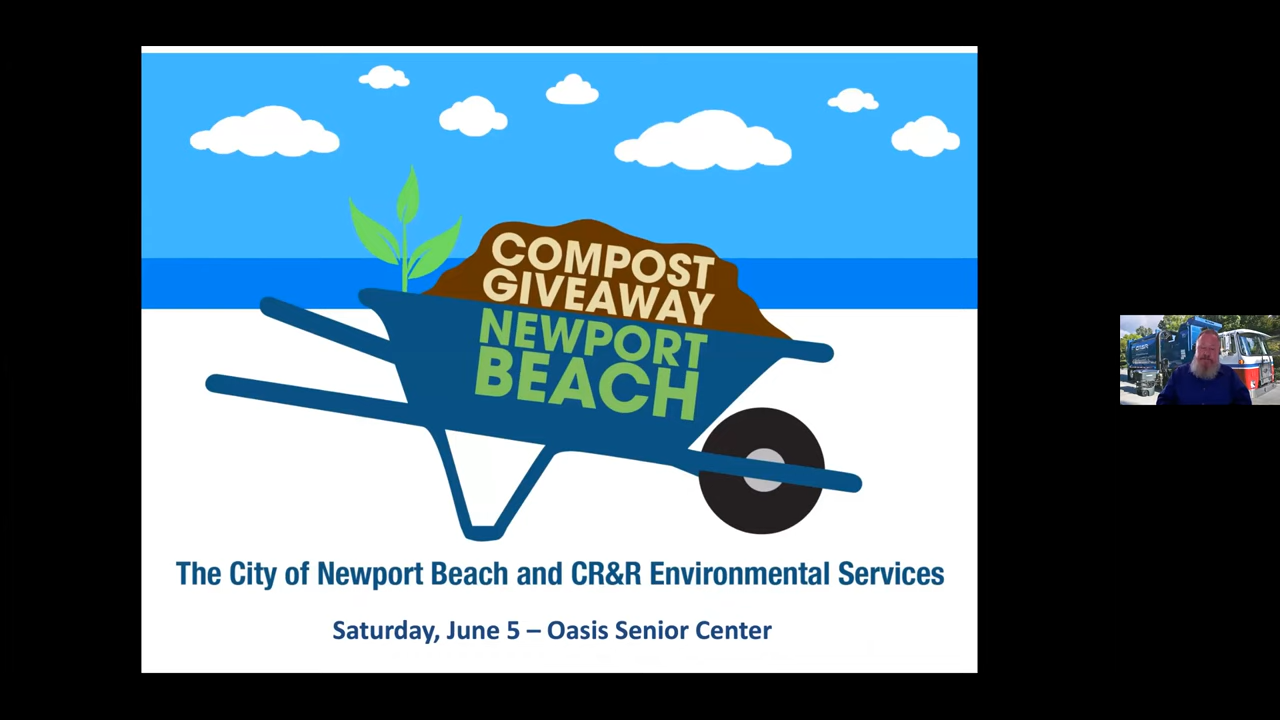 COMPOST
GIVEAWAY
NEWPORT
BEACH
The City of Newport Beach and CR&R Environmental Services
Saturday, June 5 – Oasis Senior Center